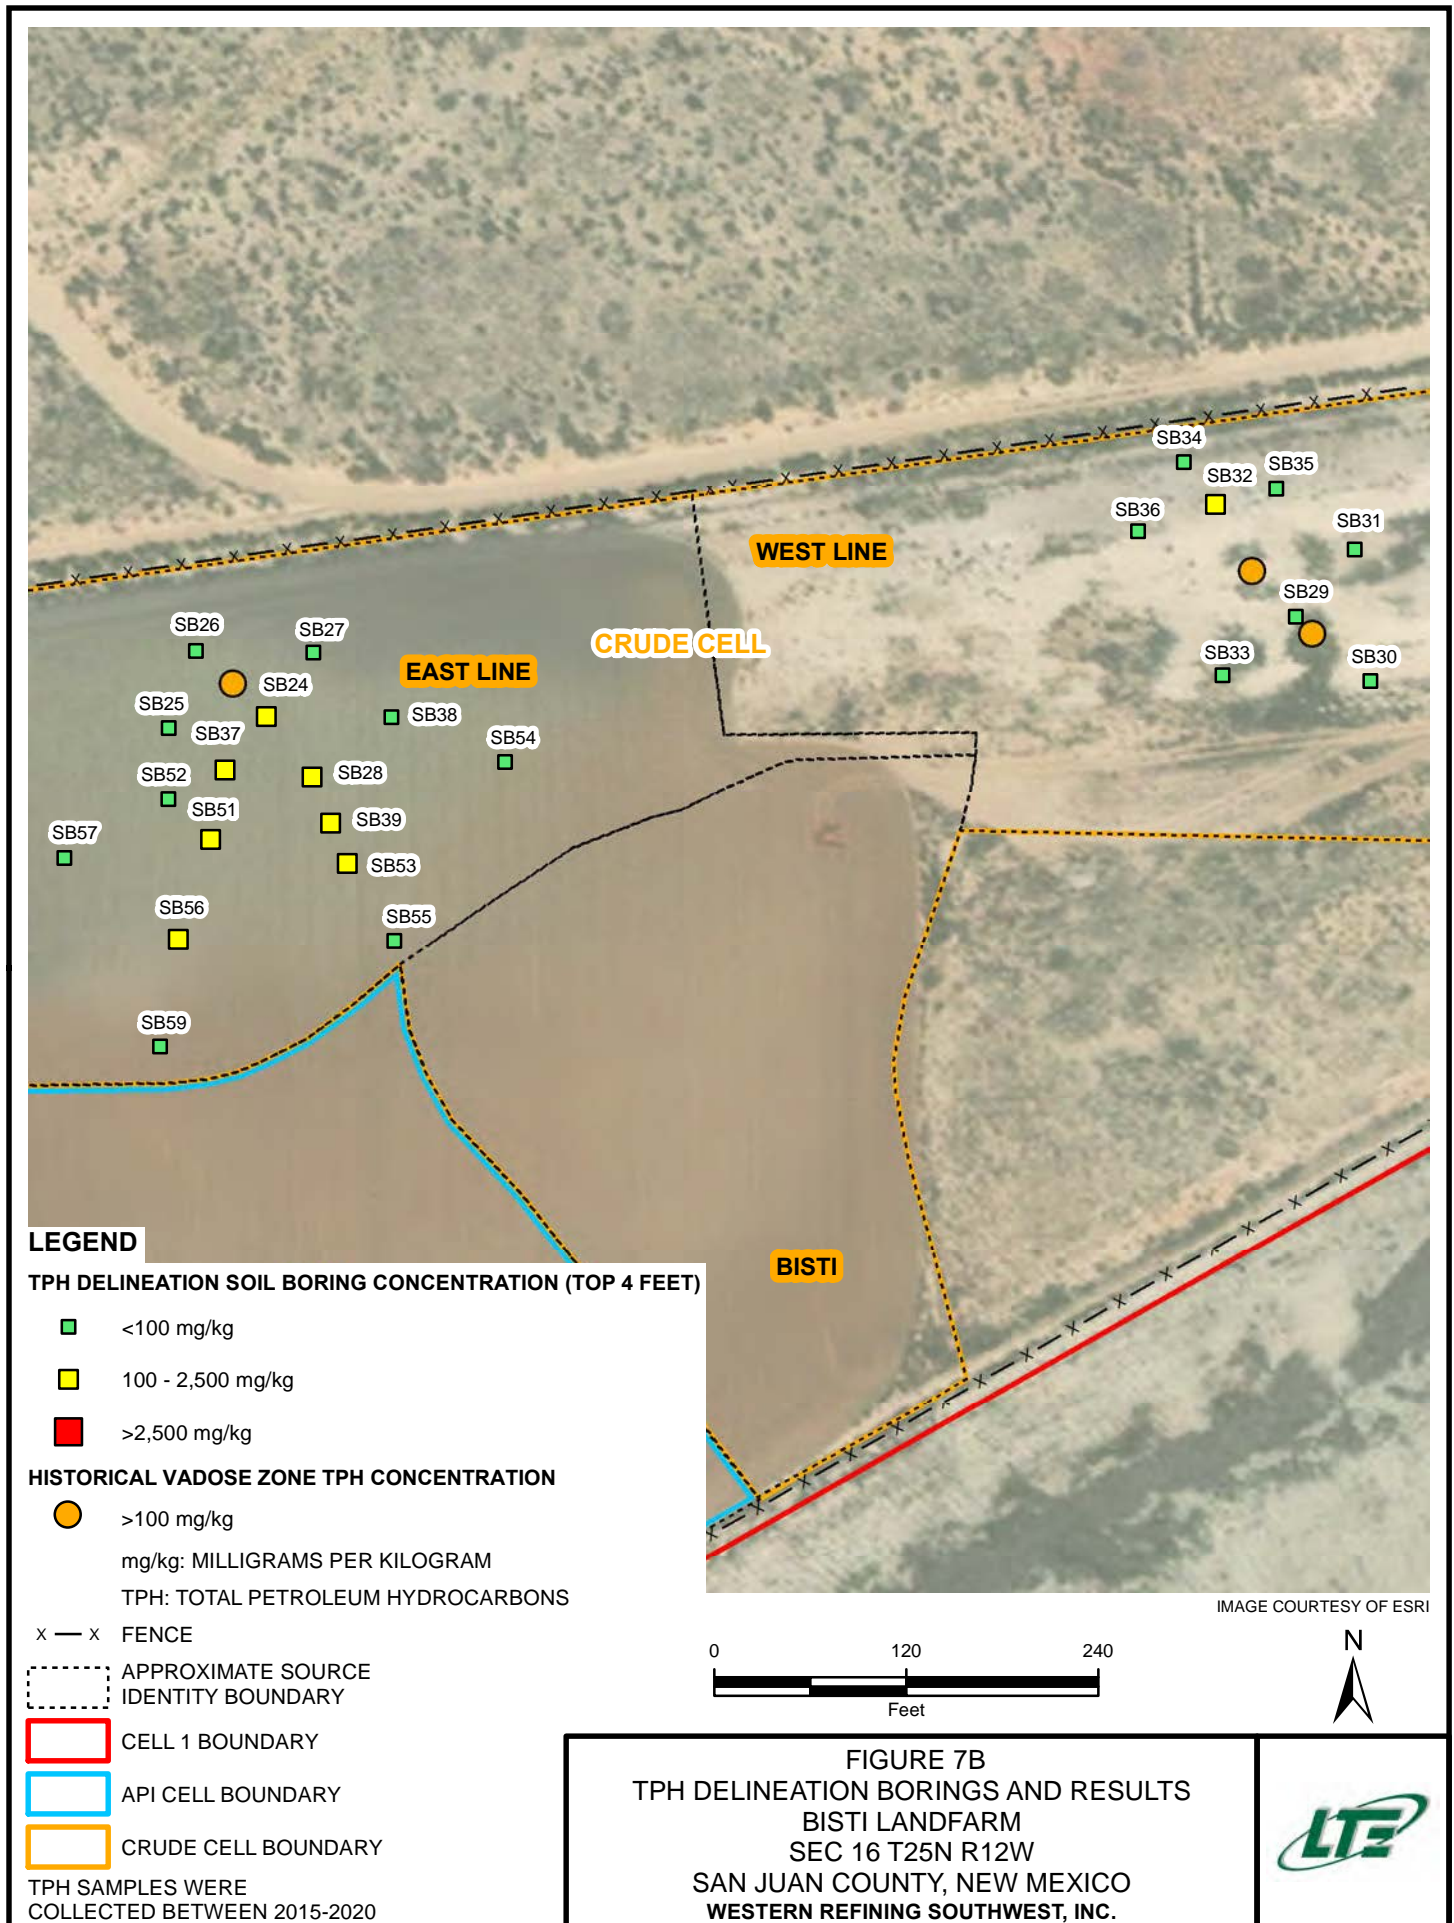 SB34
SB32
SB35
SB36
SB31
WEST LINE
SB29
SB26
SB27
CRUDE CELL
EAST LINE
SB33
SB30
SB24
SB25
SB38
SB37
SB54
SB52
SB28
SB51
SB39
SB57
SB53
SB56
SB55
SB59
BISTI
LEGEND
TPH DELINEATION SOIL BORING CONCENTRATION (TOP 4 FEET)
<100 mg/kg
100 - 2,500 mg/kg
>2,500 mg/kg
HISTORICAL VADOSE ZONE TPH CONCENTRATION
>100 mg/kg
mg/kg: MILLIGRAMS PER KILOGRAM
TPH: TOTAL PETROLEUM HYDROCARBONS
X X FENCE
APPROXIMATE SOURCE
IDENTITY BOUNDARY
CELL 1 BOUNDARY
API CELL BOUNDARY
CRUDE CELL BOUNDARY
TPH SAMPLES WERE
COLLECTED BETWEEN 2015-2020
IMAGE COURTESY OF ESRI
0 120 240
Feet
N
FIGURE 7B
TPH DELINEATION BORINGS AND RESULTS
BISTI LANDFARM
SEC 16 T25N R12W
SAN JUAN COUNTY, NEW MEXICO
WESTERN REFINING SOUTHWEST, INC.
LTE